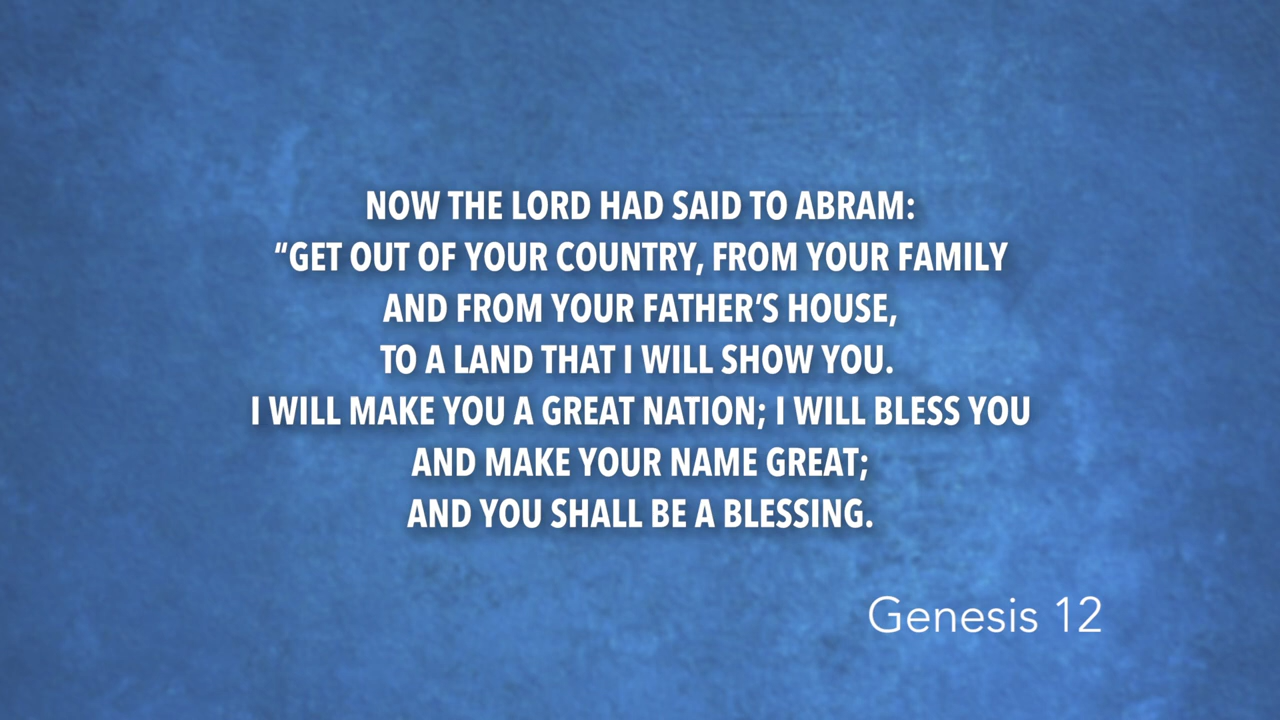 NOW THE LORD HAD SAID TO ABRAM:
“GET OUT OF YOUR COUNTRY, FROM YOUR FAMILY
AND FROM YOUR FATHER’S HOUSE,
TO A LAND THAT I WILL SHOW YOU.
I WILL MAKE YOU A GREAT NATION; I WILL BLESS YOU
AND MAKE YOUR NAME GREAT;
AND YOU SHALL BE A BLESSING.
Genesis 12